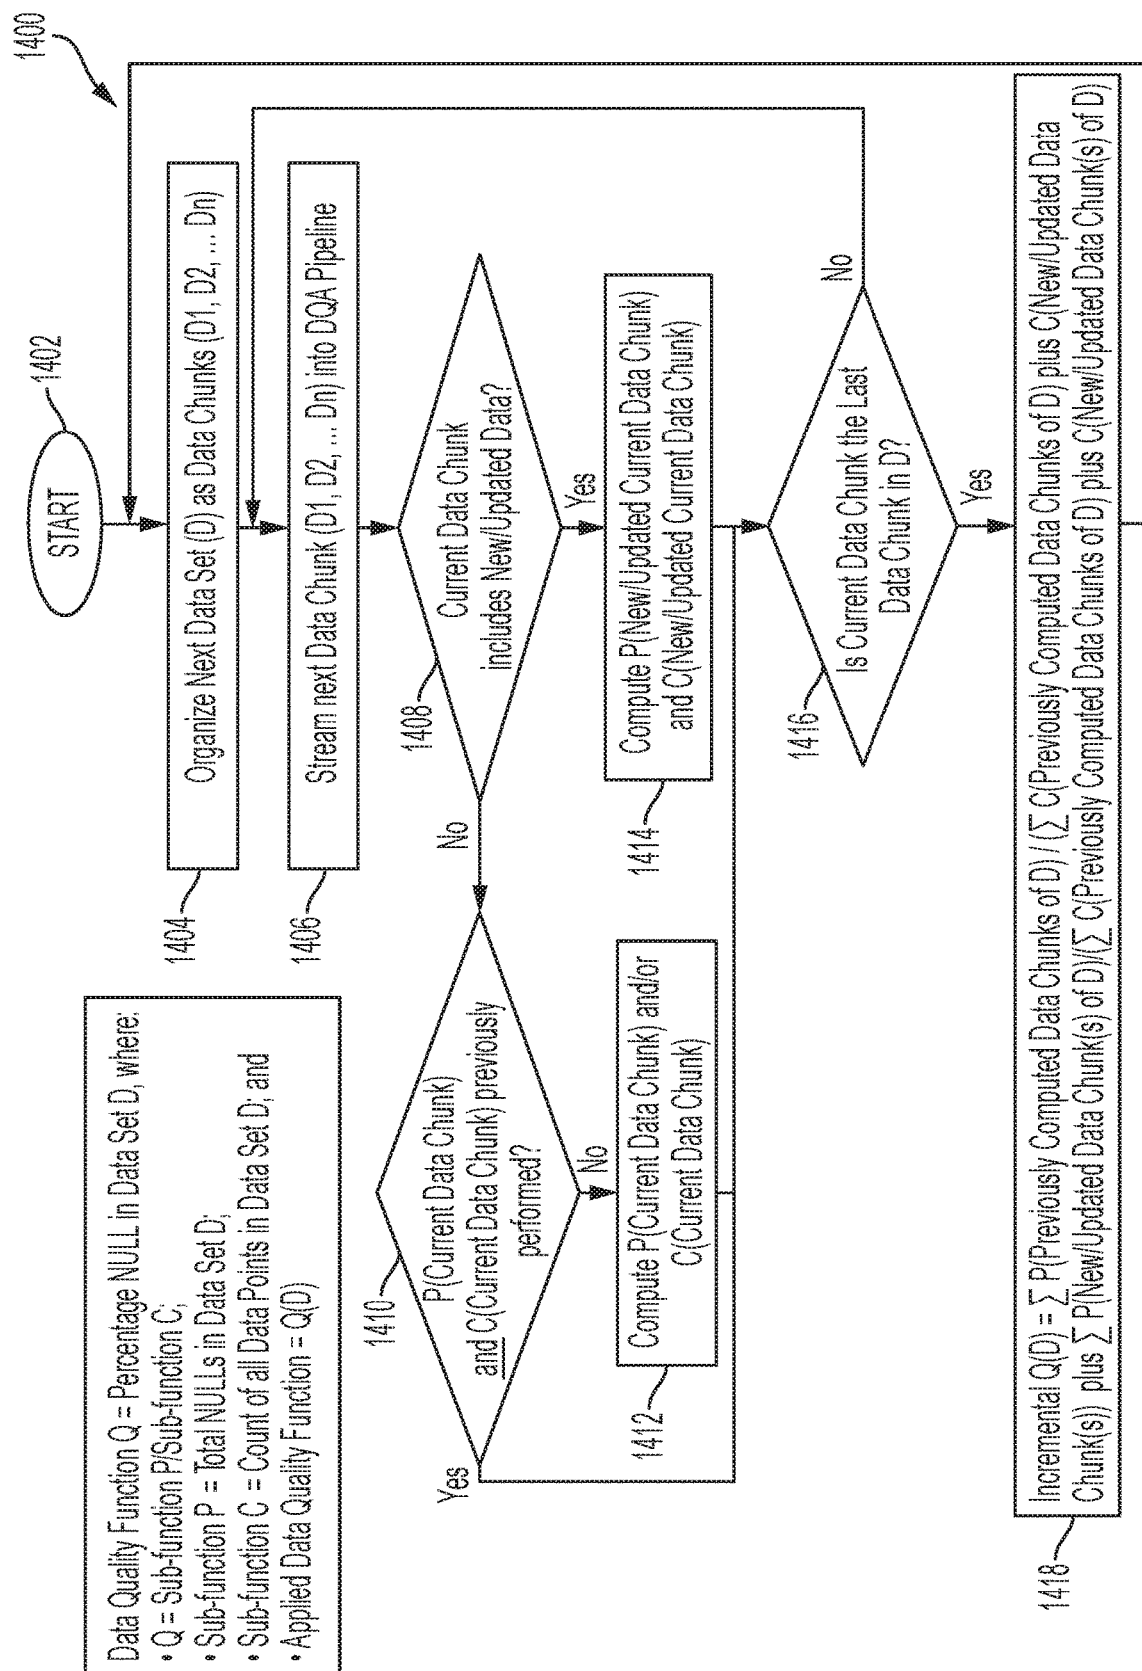 1400
START
1402
Data Quality Function Q = Percentage NULL in Data Set D, where:
• Q = Sub-function P/Sub-function C;
• Sub-function P = Total NULLs in Data Set D;
• Sub-function C = Count of all Data Points in Data Set D; and
• Applied Data Quality Function = Q(D)
Organize Next Data Set (D) as Data Chunks (D1, D2, ... Dn)
1404
Stream next Data Chunk (D1, D2, ... Dn) into DQA Pipeline
1406
Current Data Chunk
includes New/Updated Data?
1408
No
Yes
P(Current Data Chunk)
and C(Current Data Chunk) previously
performed?
1410
Yes
No
Compute P(Current Data Chunk) and/or
C(Current Data Chunk)
1412
Compute P(New/Updated Current Data Chunk)
and C(New/Updated Current Data Chunk)
1414
Is Current Data Chunk the Last
Data Chunk in D?
1416
No
Yes
Incremental Q(D) = ∑ P(Previously Computed Data Chunks of D) / (∑ C(Previously Computed Data Chunks of D) plus C(New/Updated Data
Chunk(s)) plus ∑ P(New/Updated Data Chunk(s) of D)/(∑ C(Previously Computed Data Chunks of D) plus C(New/Updated Data Chunk(s) of D)
1418